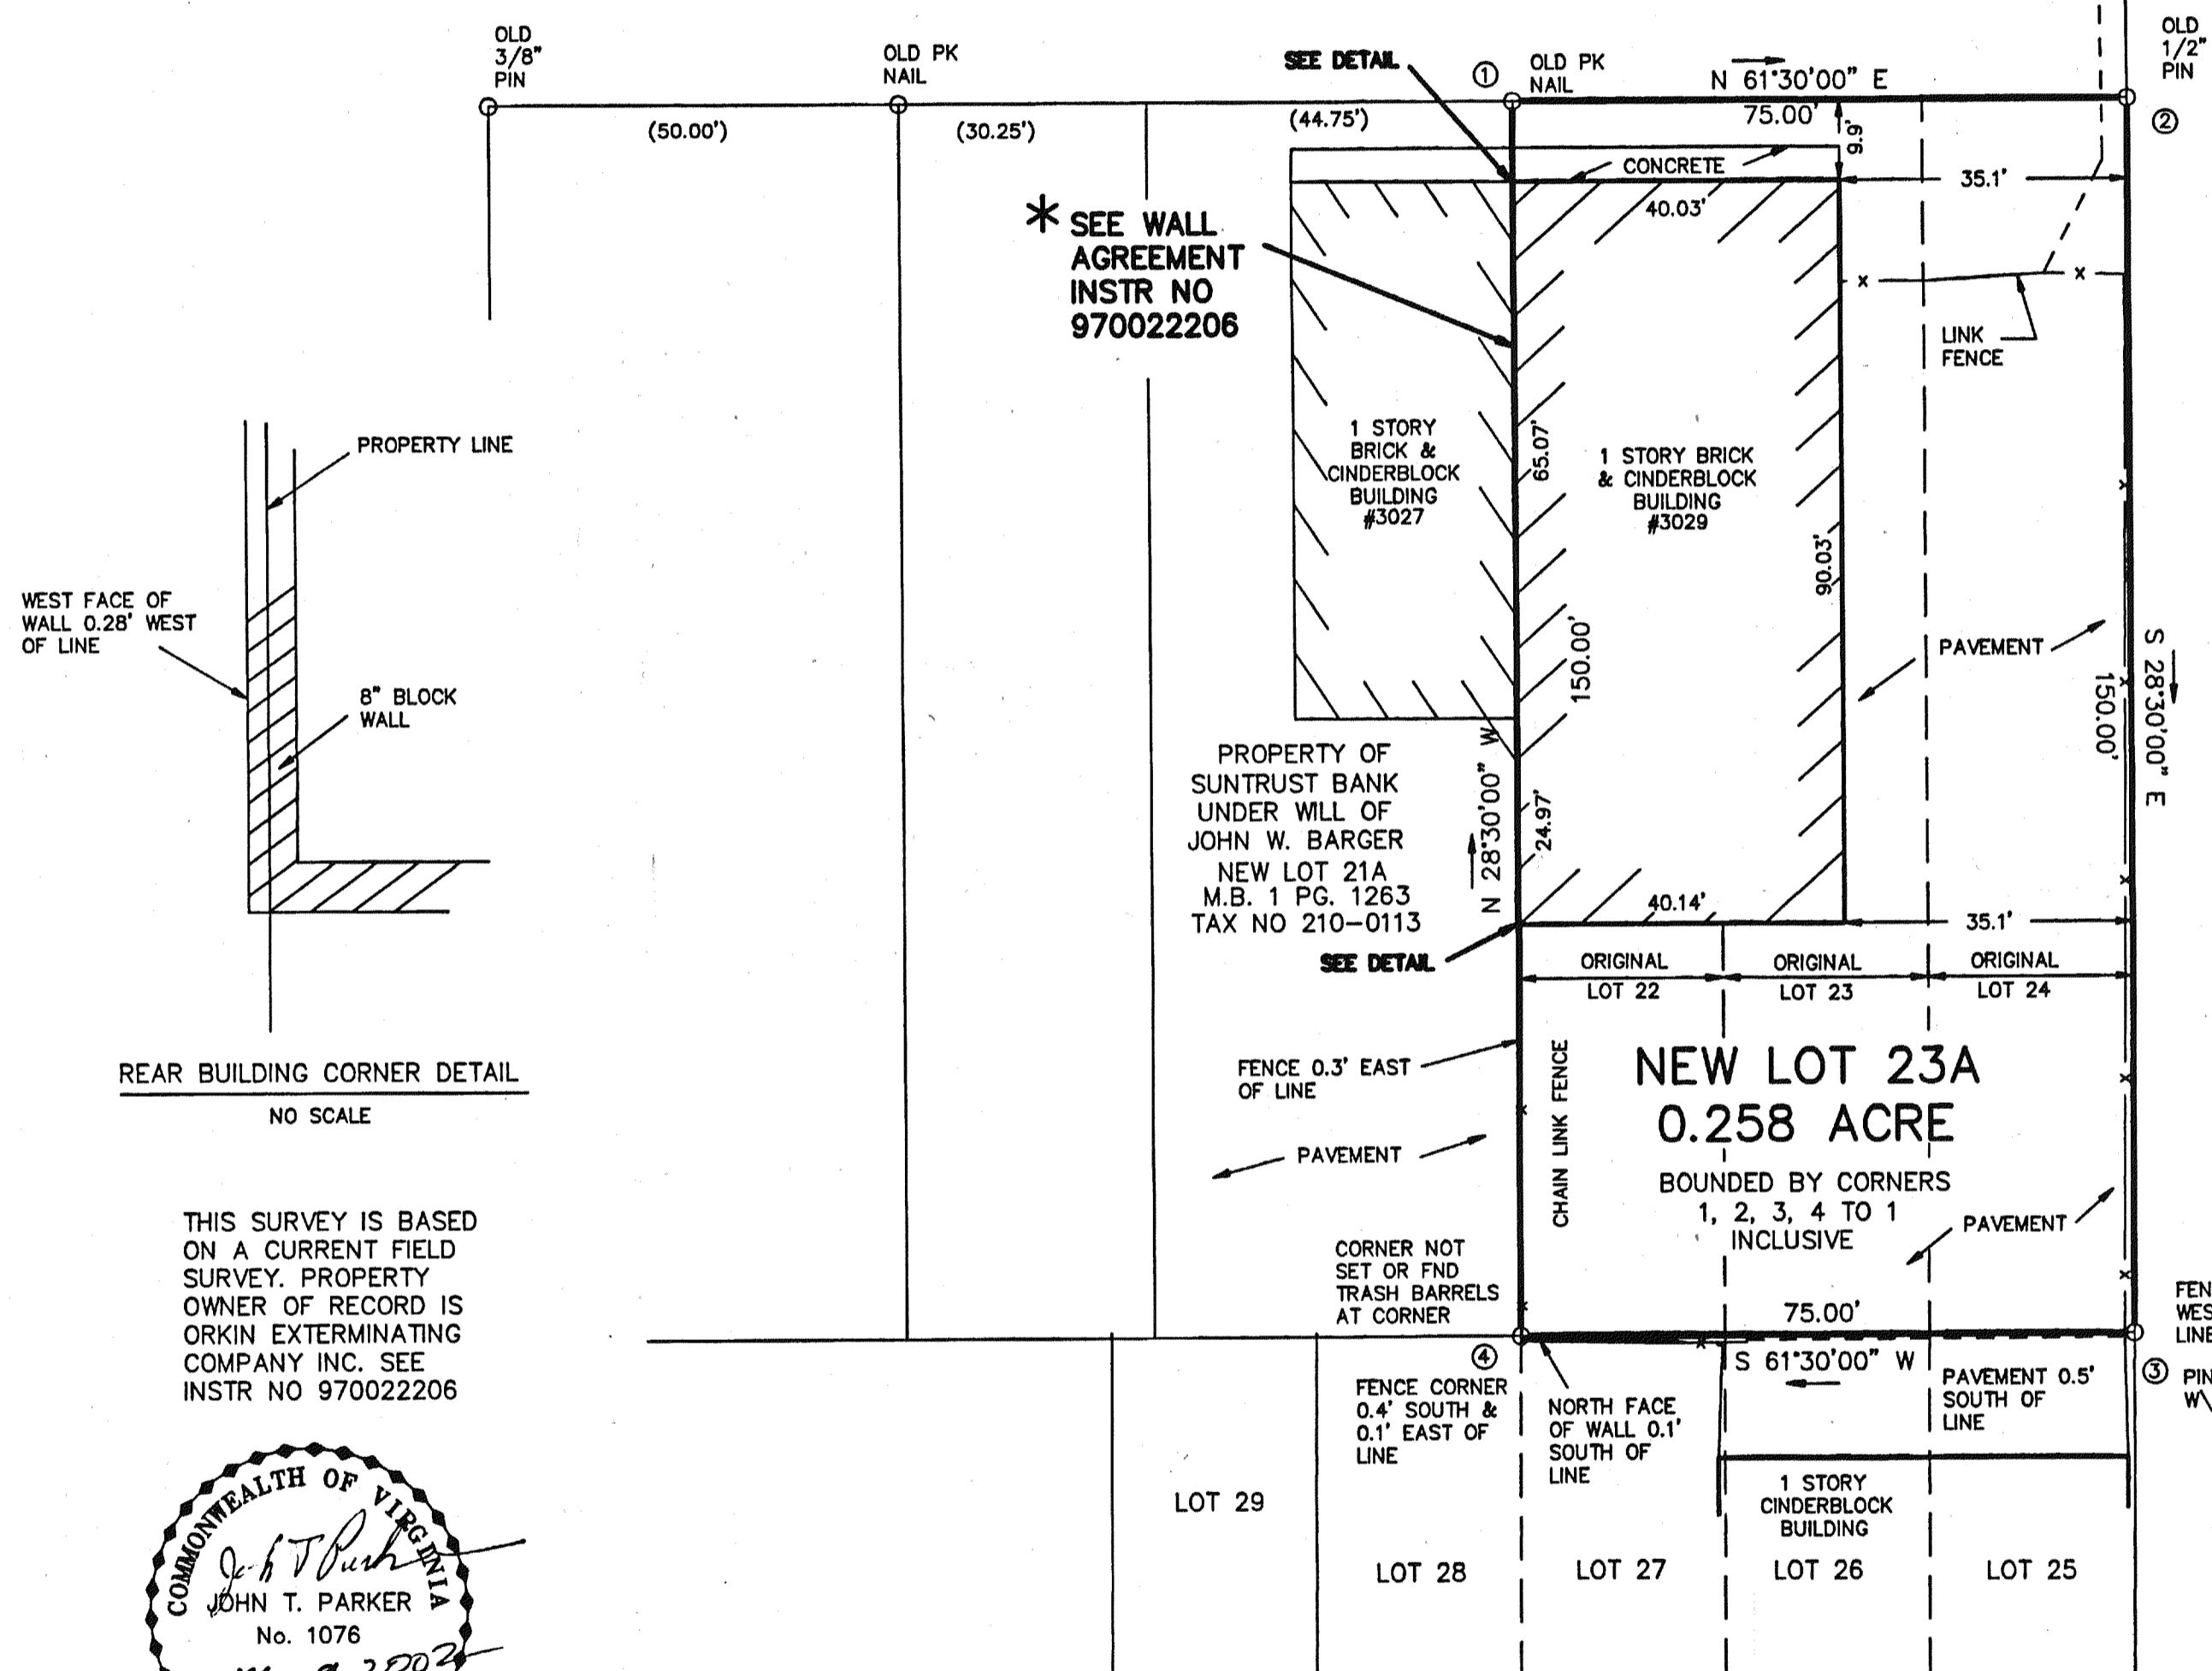 OLD
3/8"
PIN
OLD PK
NAIL
SEE DETAIL
1
OLD PK
NAIL
N 61°30'00" E
OLD
1/2"
PIN
2
(50.00')
(30.25')
(44.75')
75.00'
9.9'
CONCRETE
35.1'
40.03'
* SEE WALL
AGREEMENT
INSTR NO
970022206
LINK
FENCE
PROPERTY LINE
1 STORY
BRICK &
CINDERBLOCK
BUILDING
#3027
65.07'
1 STORY BRICK
& CINDERBLOCK
BUILDING
#3029
90.03'
WEST FACE OF
WALL 0.28' WEST
OF LINE
8" BLOCK
WALL
150.00'
PAVEMENT
150.00'
S 28°30'00" E
PROPERTY OF
SUNTRUST BANK
UNDER WILL OF
JOHN W. BARGER
NEW LOT 21A
M.B. 1 PG. 1263
TAX NO 210-0113
N 28°30'00" W
24.97'
40.14'
35.1'
SEE DETAIL
ORIGINAL
LOT 22
ORIGINAL
LOT 23
ORIGINAL
LOT 24
REAR BUILDING CORNER DETAIL
NO SCALE
FENCE 0.3' EAST
OF LINE
CHAIN LINK FENCE
NEW LOT 23A
0.258 ACRE
BOUNDED BY CORNERS
1, 2, 3, 4 TO 1
INCLUSIVE
PAVEMENT
PAVEMENT
THIS SURVEY IS BASED
ON A CURRENT FIELD
SURVEY. PROPERTY
OWNER OF RECORD IS
ORKIN EXTERMINATING
COMPANY INC. SEE
INSTR NO 970022206
CORNER NOT
SET OR FND
TRASH BARRELS
AT CORNER
75.00'
S 61°30'00" W
FEN
WES
LINE
4
3
PIN
W\
FENCE CORNER
0.4' SOUTH &
0.1' EAST OF
LINE
NORTH FACE
OF WALL 0.1'
SOUTH OF
LINE
PAVEMENT 0.5'
SOUTH OF
LINE
1 STORY
CINDERBLOCK
BUILDING
LOT 29
LOT 28
LOT 27
LOT 26
LOT 25
COMMONWEALTH OF VIRGINIA
JOHN T. PARKER
No. 1076
2002